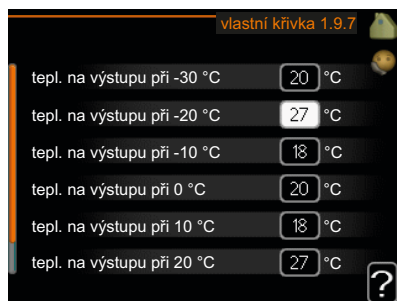 vlastní křivka 1.9.7
tepl. na výstupu při -30 °C 20 °C
tepl. na výstupu při -20 °C 27 °C
tepl. na výstupu při -10 °C 18 °C
tepl. na výstupu při 0 °C 20 °C
tepl. na výstupu při 10 °C 18 °C
tepl. na výstupu při 20 °C 27 °C
?